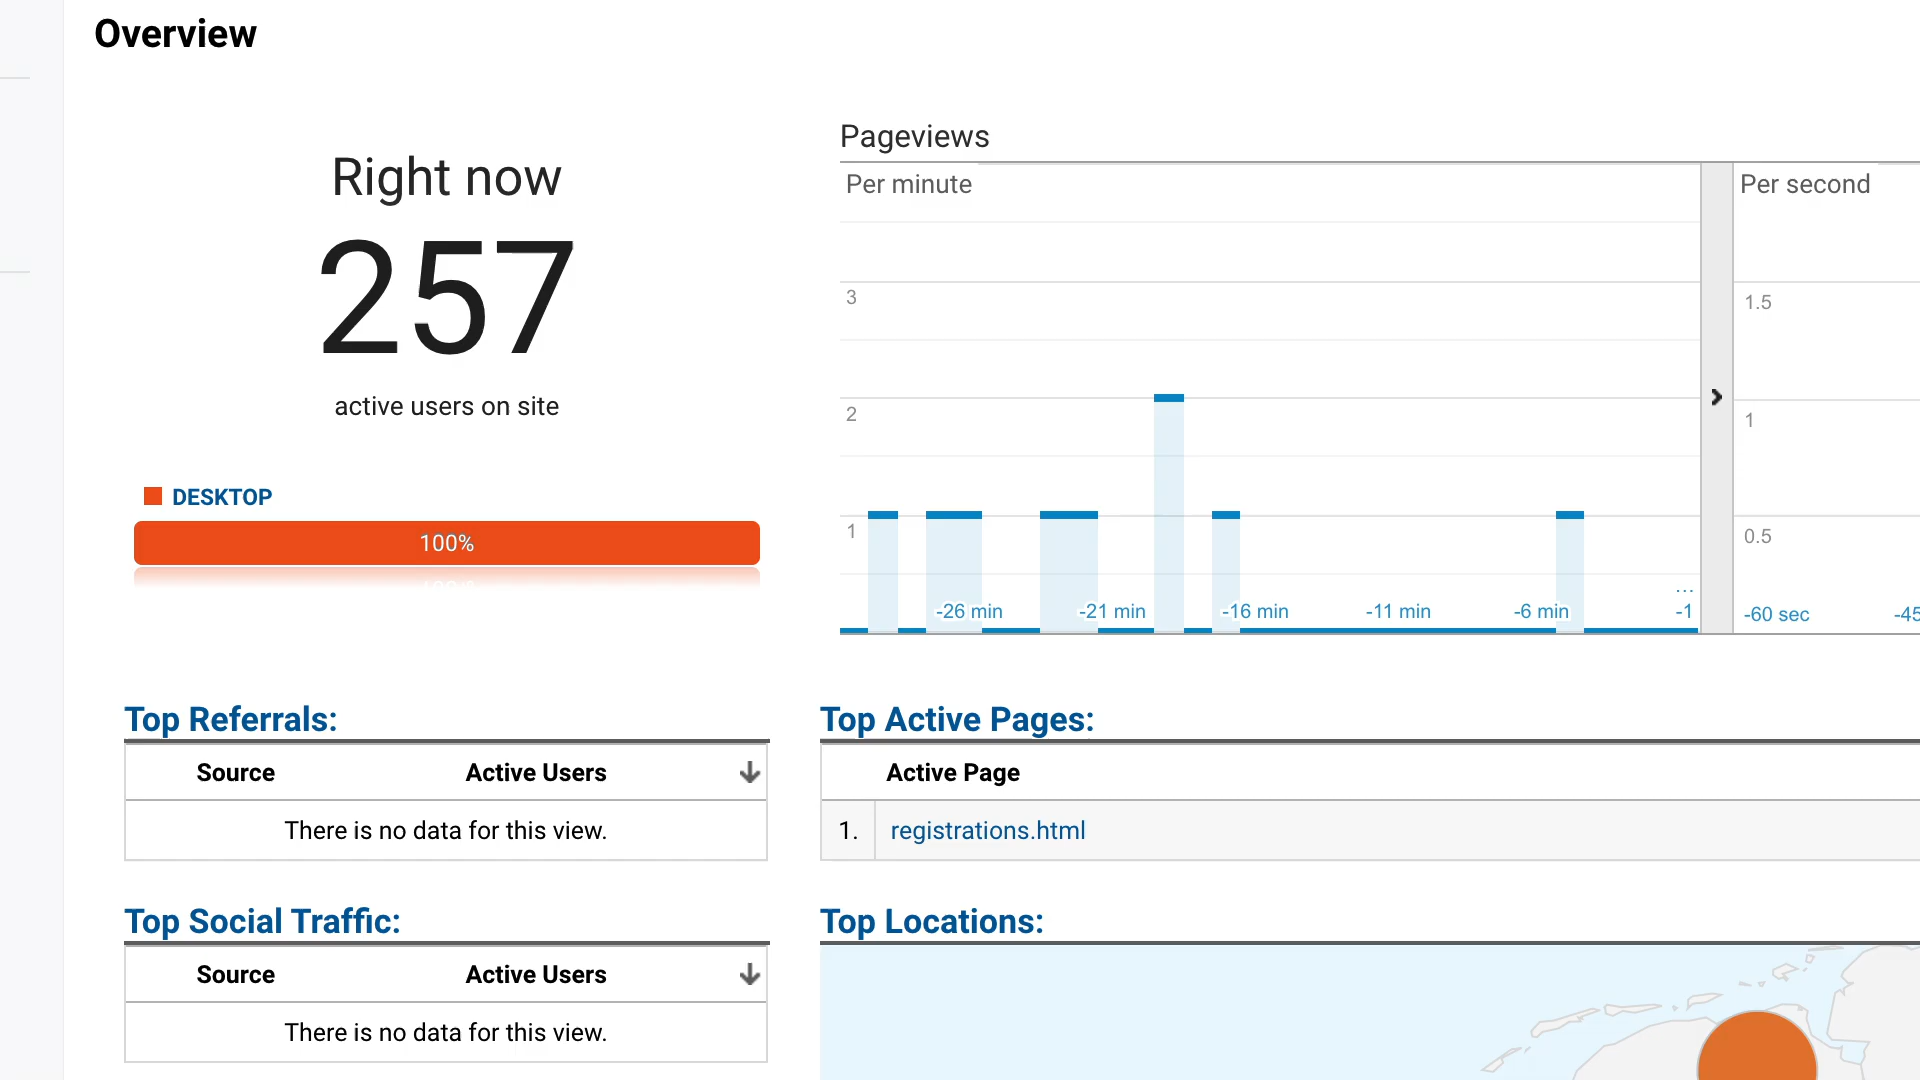 Overview
Right now
257
active users on site
DESKTOP
100%
Pageviews
Per minute
3
2
1
-26 min
-21 min
-16 min
-11 min
-6 min
...
-1
Per second
1.5
1
0.5
-60 sec
-45
Top Referrals:
Source Active Users
There is no data for this view.
Top Active Pages:
Active Page
1. registrations.html
Top Social Traffic:
Source Active Users
There is no data for this view.
Top Locations: